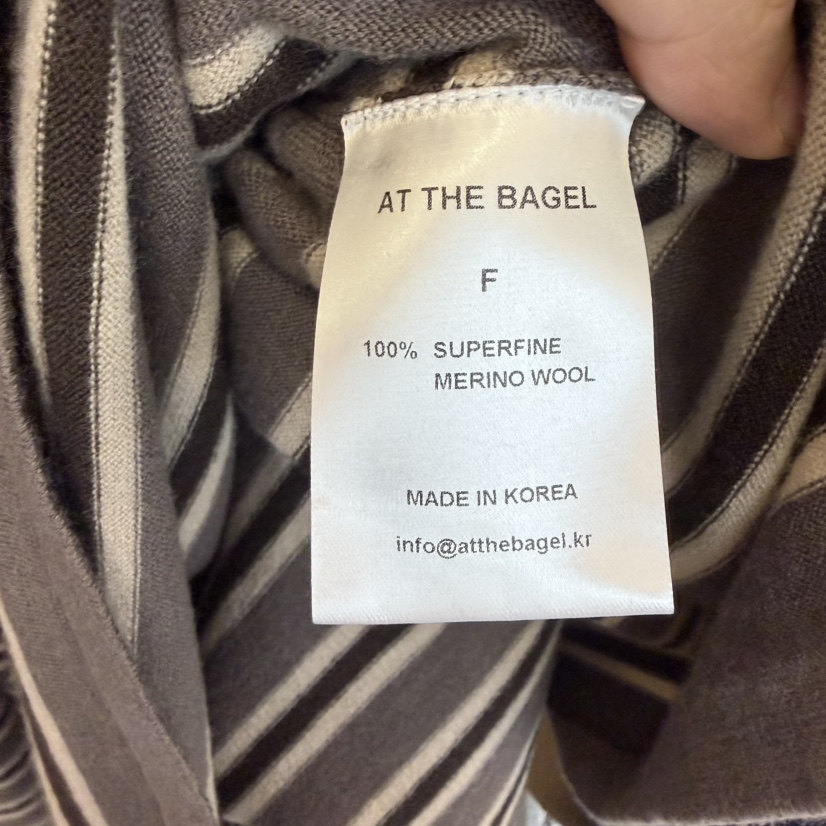 AT THE BAGEL
F
100% SUPERFINE
MERINO WOOL
MADE IN KOREA
info@atthebagel.kr